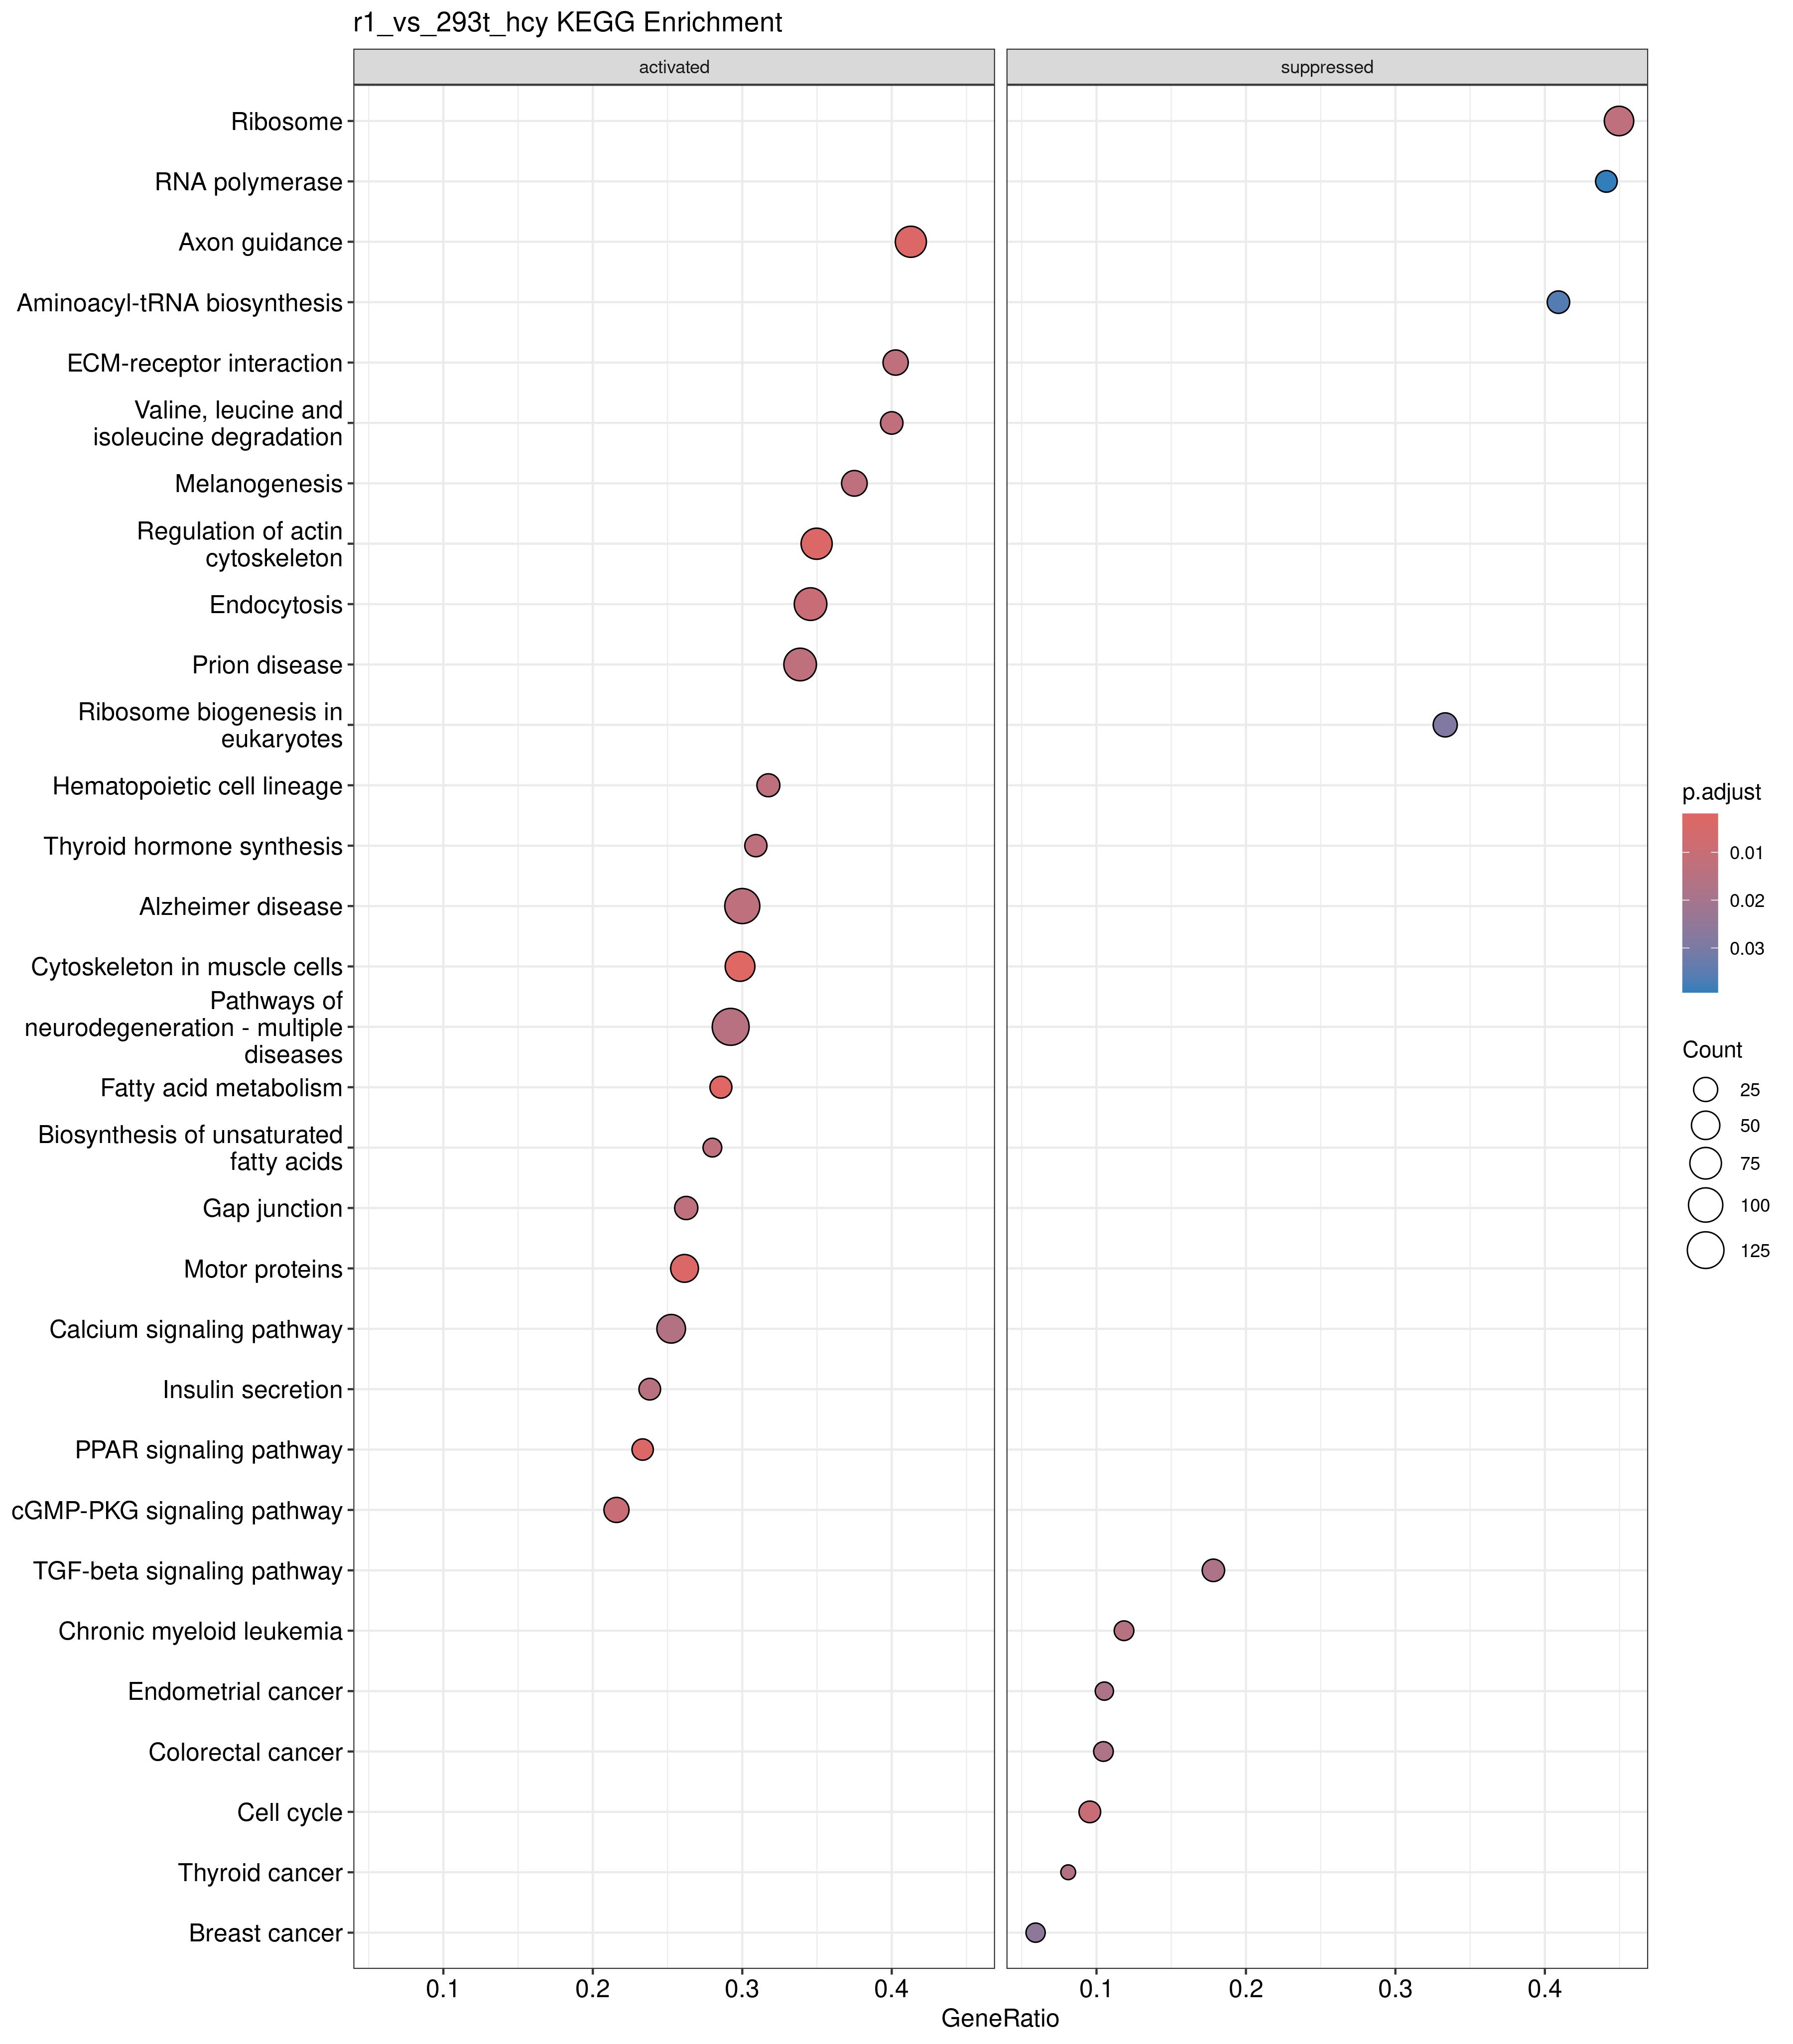 r1_vs_293t_hcy KEGG Enrichment
activated
suppressed
Ribosome
RNA polymerase
Axon guidance
Aminoacyl-tRNA biosynthesis
ECM-receptor interaction
Valine, leucine and
isoleucine degradation
Melanogenesis
Regulation of actin
cytoskeleton
Endocytosis
Prion disease
Ribosome biogenesis in
eukaryotes
Hematopoietic cell lineage
Thyroid hormone synthesis
Alzheimer disease
Cytoskeleton in muscle cells
Pathways of
neurodegeneration - multiple
diseases
Fatty acid metabolism
Biosynthesis of unsaturated
fatty acids
Gap junction
Motor proteins
Calcium signaling pathway
Insulin secretion
PPAR signaling pathway
cGMP-PKG signaling pathway
TGF-beta signaling pathway
Chronic myeloid leukemia
Endometrial cancer
Colorectal cancer
Cell cycle
Thyroid cancer
Breast cancer
0.1 0.2 0.3 0.4
0.1 0.2 0.3 0.4
GeneRatio
p.adjust
0.01
0.02
0.03
Count
25
50
75
100
125